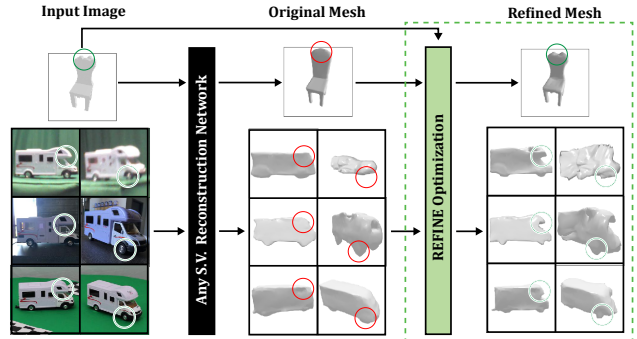 Input Image
Original Mesh
Refined Mesh
Any S.V. Reconstruction Network
REFINE Optimization